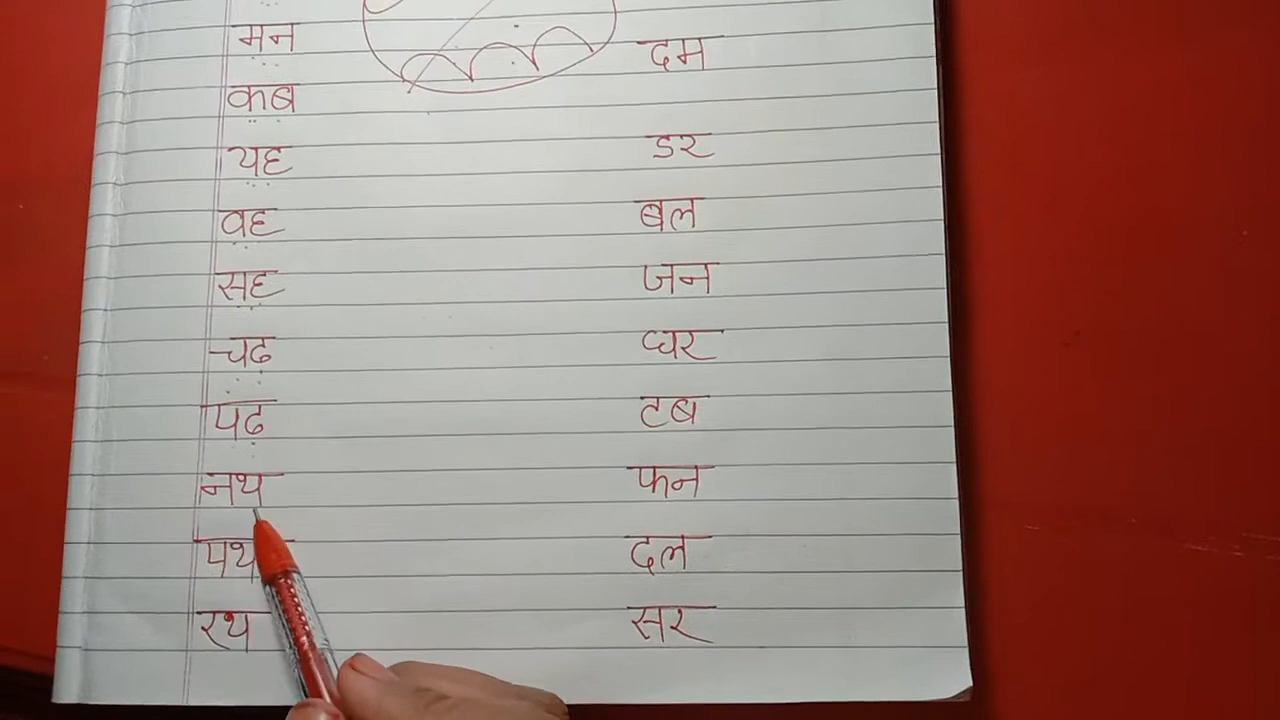 मन
कब
यह
वह
सह
चढ़
पढ़
नथ
पथ
रथ
दम
डर
बल
जन
घर
टब
फन
दल
सर